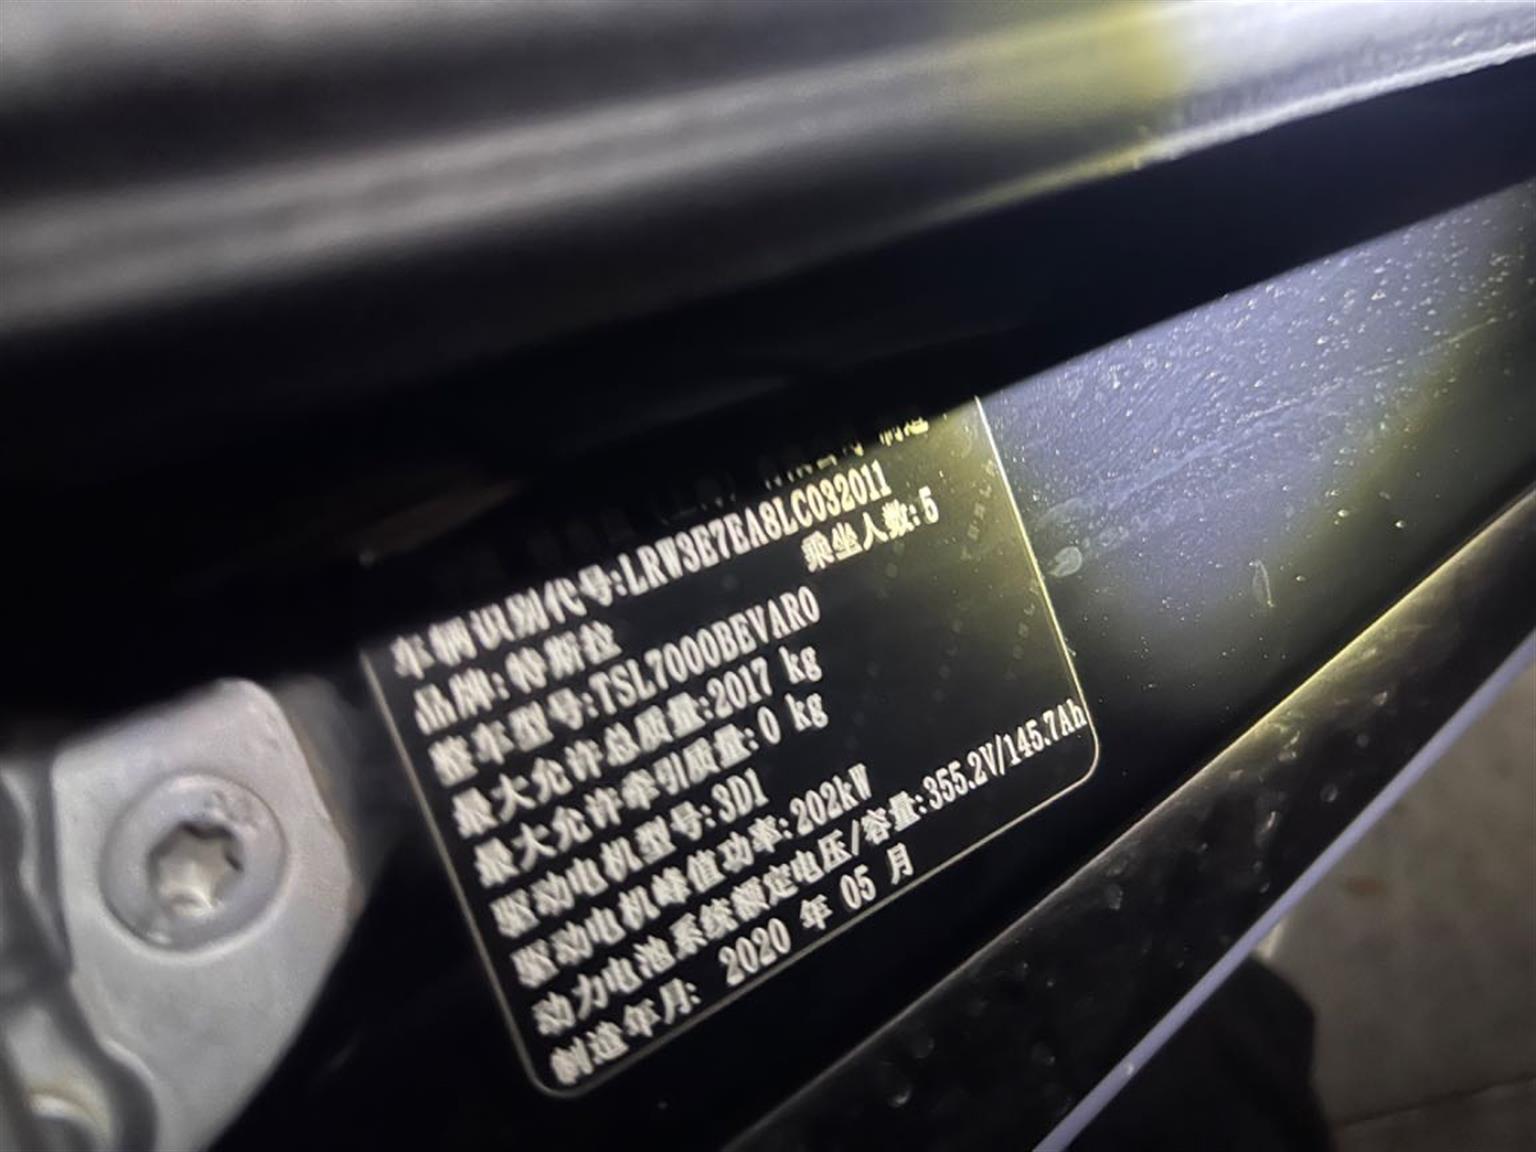 制造
车辆识别代号:LRW3E7EA8LC032011
品牌:特斯拉 乘坐人数:5
整车型号:TSL7000BEVAR0
最大允许总质量:2017 kg
最大允许牵引质量:0 kg
驱动电机型号:3D1
驱动电机峰值功率:202kW
动力电池系统额定电压/容量:355.2V/145.7Ah
制造年月: 2020 年 05 月